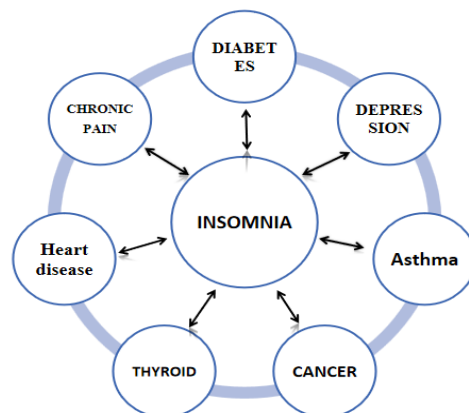 DIABET
ES
CHRONIC
PAIN
DEPRES
SION
INSOMNIA
Heart
disease
Asthma
THYROID
CANCER